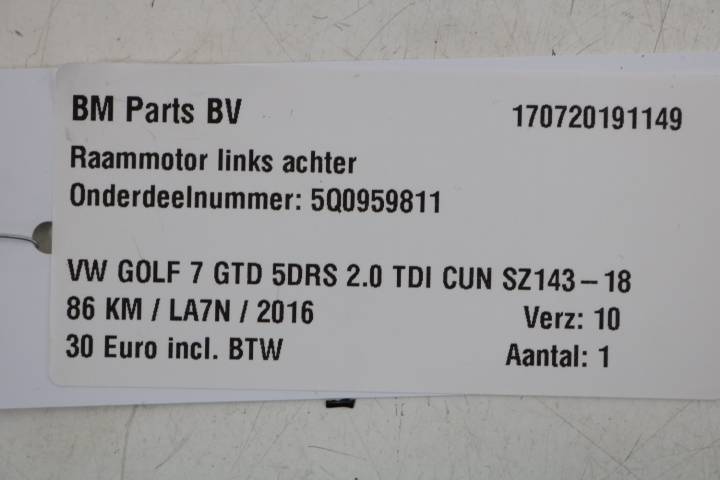 BM Parts BV 170720191149
Raammotor links achter
Onderdeelnummer: 5Q0959811
VW GOLF 7 GTD 5DRS 2.0 TDI CUN SZ143-18
86 KM / LA7N / 2016 Verz: 10
30 Euro incl. BTW Aantal: 1